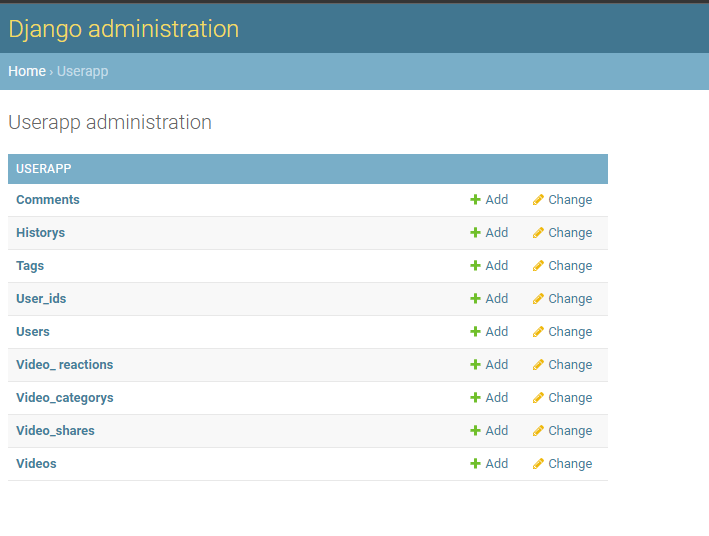 Django administration
Home › Userapp
Userapp administration
USERAPP
Comments Add Change
Historys Add Change
Tags Add Change
User_ids Add Change
Users Add Change
Video_ reactions Add Change
Video_categorys Add Change
Video_shares Add Change
Videos Add Change